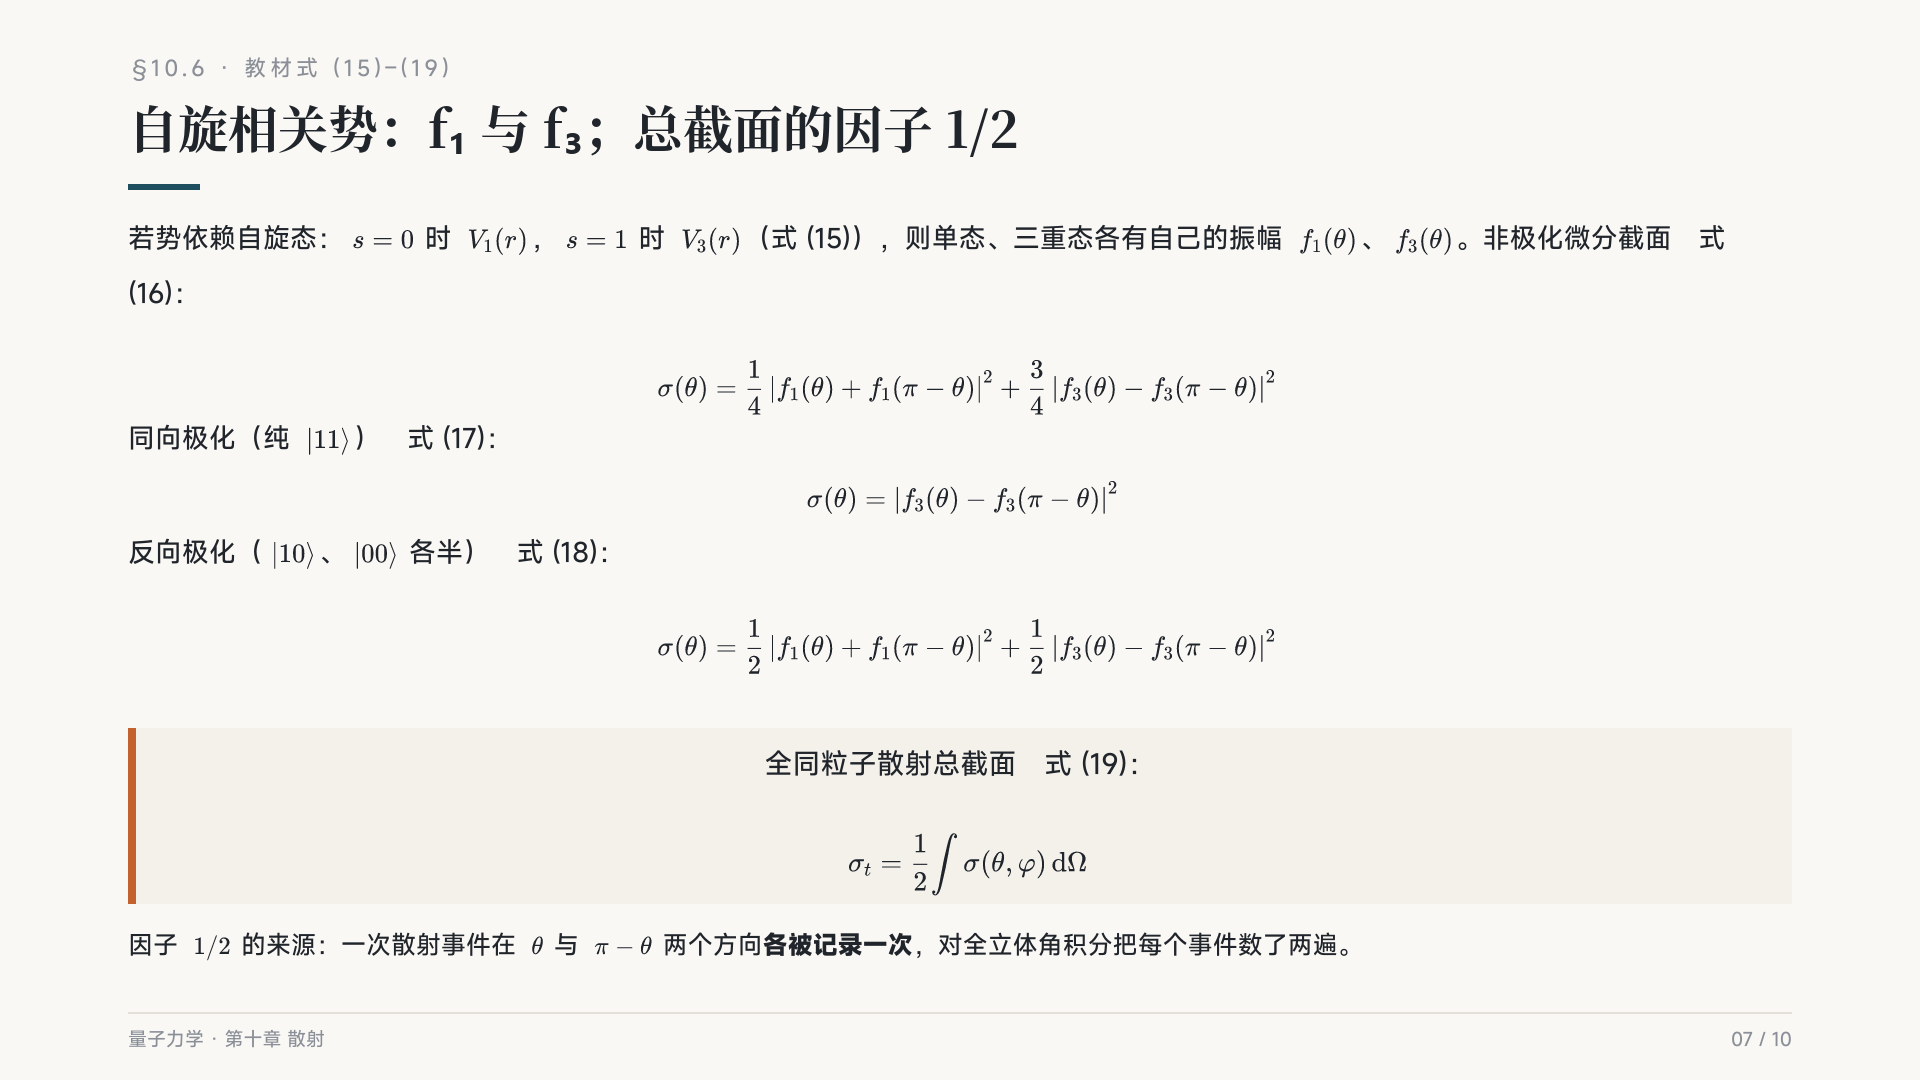 §10.6 · 教材式 (15)–(19)
自旋相关势：f₁ 与 f₃；总截面的因子 1/2
若势依赖自旋态： s = 0 时 V₁(r)， s = 1 时 V₃(r)（式 (15)），则单态、三重态各有自己的振幅 f₁(θ)、 f₃(θ)。非极化微分截面　式
(16)：
σ(θ) = 1/4 |f₁(θ) + f₁(π − θ)|² + 3/4 |f₃(θ) − f₃(π − θ)|²
同向极化（纯 |11⟩）　式 (17)：
σ(θ) = |f₃(θ) − f₃(π − θ)|²
反向极化（ |10⟩、 |00⟩ 各半）　式 (18)：
σ(θ) = 1/2 |f₁(θ) + f₁(π − θ)|² + 1/2 |f₃(θ) − f₃(π − θ)|²
全同粒子散射总截面　式 (19)：
σₜ = 1/2 ∫ σ(θ, φ) dΩ
因子 1/2 的来源：一次散射事件在 θ 与 π − θ 两个方向各被记录一次，对全立体角积分把每个事件数了两遍。
量子力学 · 第十章 散射
07 / 10